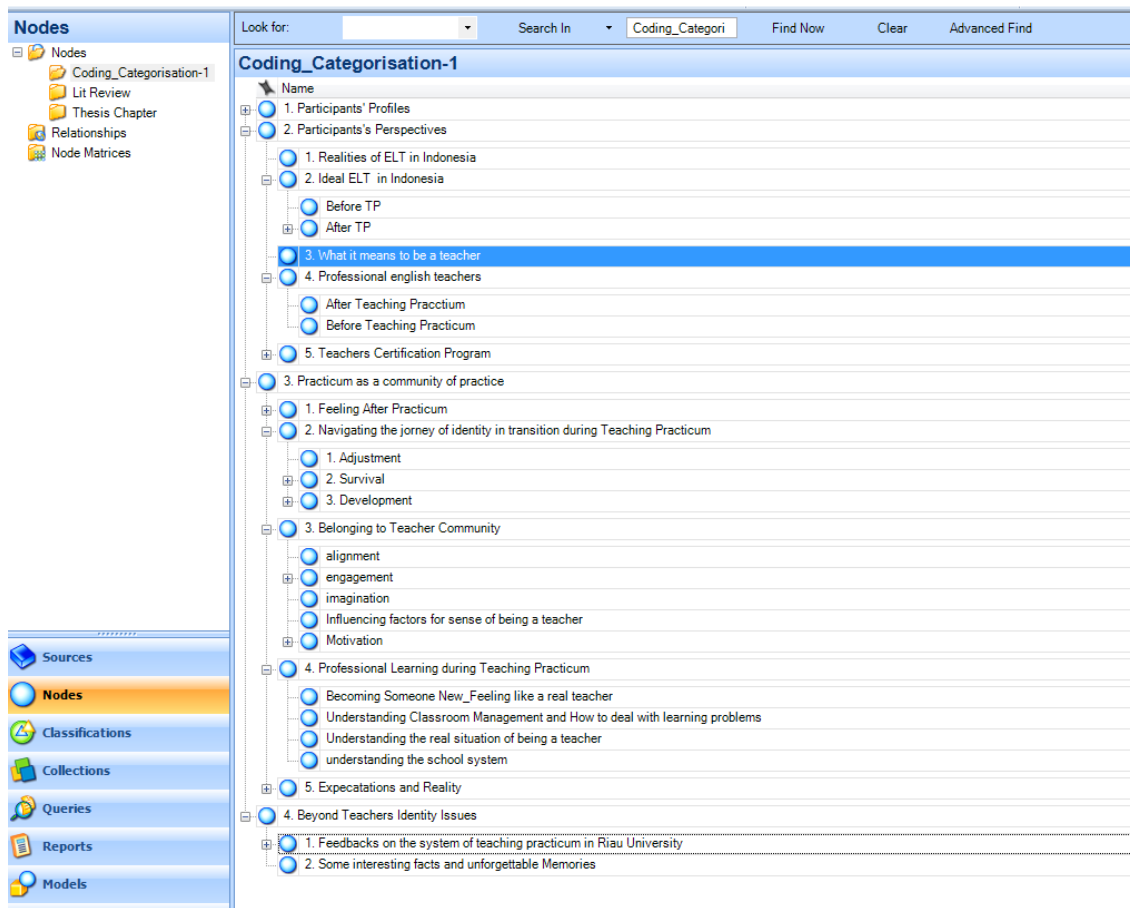 Nodes
Nodes
Coding_Categorisation-1
Lit Review
Thesis Chapter
Relationships
Node Matrices
Sources
Nodes
Classifications
Collections
Queries
Reports
Models
Look for: Search In Coding_Categori Find Now Clear Advanced Find
Coding_Categorisation-1
Name
1. Participants' Profiles
2. Participants's Perspectives
1. Realities of ELT in Indonesia
2. Ideal ELT in Indonesia
Before TP
After TP
3. What it means to be a teacher
4. Professional english teachers
After Teaching Pracctium
Before Teaching Practicum
5. Teachers Certification Program
3. Practicum as a community of practice
1. Feeling After Practicum
2. Navigating the jorney of identity in transition during Teaching Practicum
1. Adjustment
2. Survival
3. Development
3. Belonging to Teacher Community
alignment
engagement
imagination
Influencing factors for sense of being a teacher
Motivation
4. Professional Learning during Teaching Practicum
Becoming Someone New_Feeling like a real teacher
Understanding Classroom Management and How to deal with learning problems
Understanding the real situation of being a teacher
understanding the school system
5. Expecatations and Reality
4. Beyond Teachers Identity Issues
1. Feedbacks on the system of teaching practicum in Riau University
2. Some interesting facts and unforgettable Memories